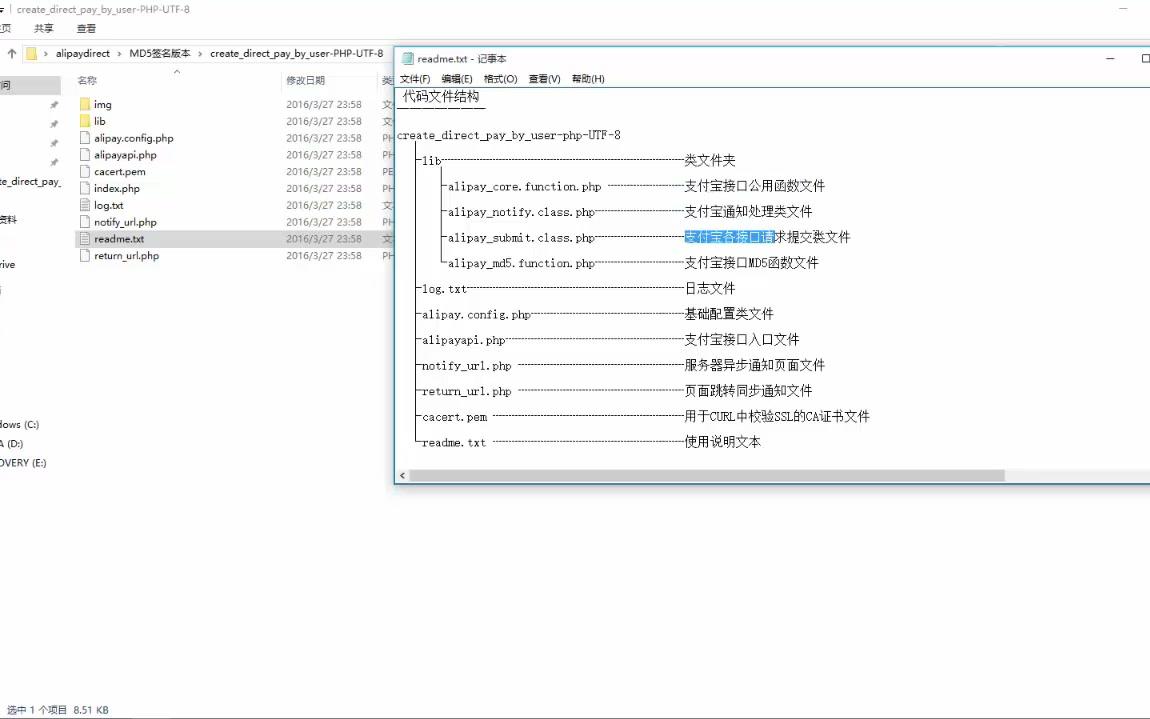 create_direct_pay_by_user-PHP-UTF-8
共享 查看
alipaydirect › MD5签名版本 › create_direct_pay_by_user-PHP-UTF-8
名称 修改日期
img 2016/3/27 23:58
lib 2016/3/27 23:58
alipay.config.php 2016/3/27 23:58
alipayapi.php 2016/3/27 23:58
cacert.pem 2016/3/27 23:58
index.php 2016/3/27 23:58
log.txt 2016/3/27 23:58
notify_url.php 2016/3/27 23:58
readme.txt 2016/3/27 23:58
return_url.php 2016/3/27 23:58
te_direct_pay_
资料
rive
dows (C:)
A (D:)
OVERY (E:)
选中 1 个项目 8.51 KB
readme.txt - 记事本
文件(F) 编辑(E) 格式(O) 查看(V) 帮助(H)
代码文件结构
create_direct_pay_by_user-php-UTF-8
lib 类文件夹
alipay_core.function.php 支付宝接口公用函数文件
alipay_notify.class.php 支付宝通知处理类文件
alipay_submit.class.php 支付宝各接口请求提交类文件
alipay_md5.function.php 支付宝接口MD5函数文件
log.txt 日志文件
alipay.config.php 基础配置类文件
alipayapi.php 支付宝接口入口文件
notify_url.php 服务器异步通知页面文件
return_url.php 页面跳转同步通知文件
cacert.pem 用于CURL中校验SSL的CA证书文件
readme.txt 使用说明文本